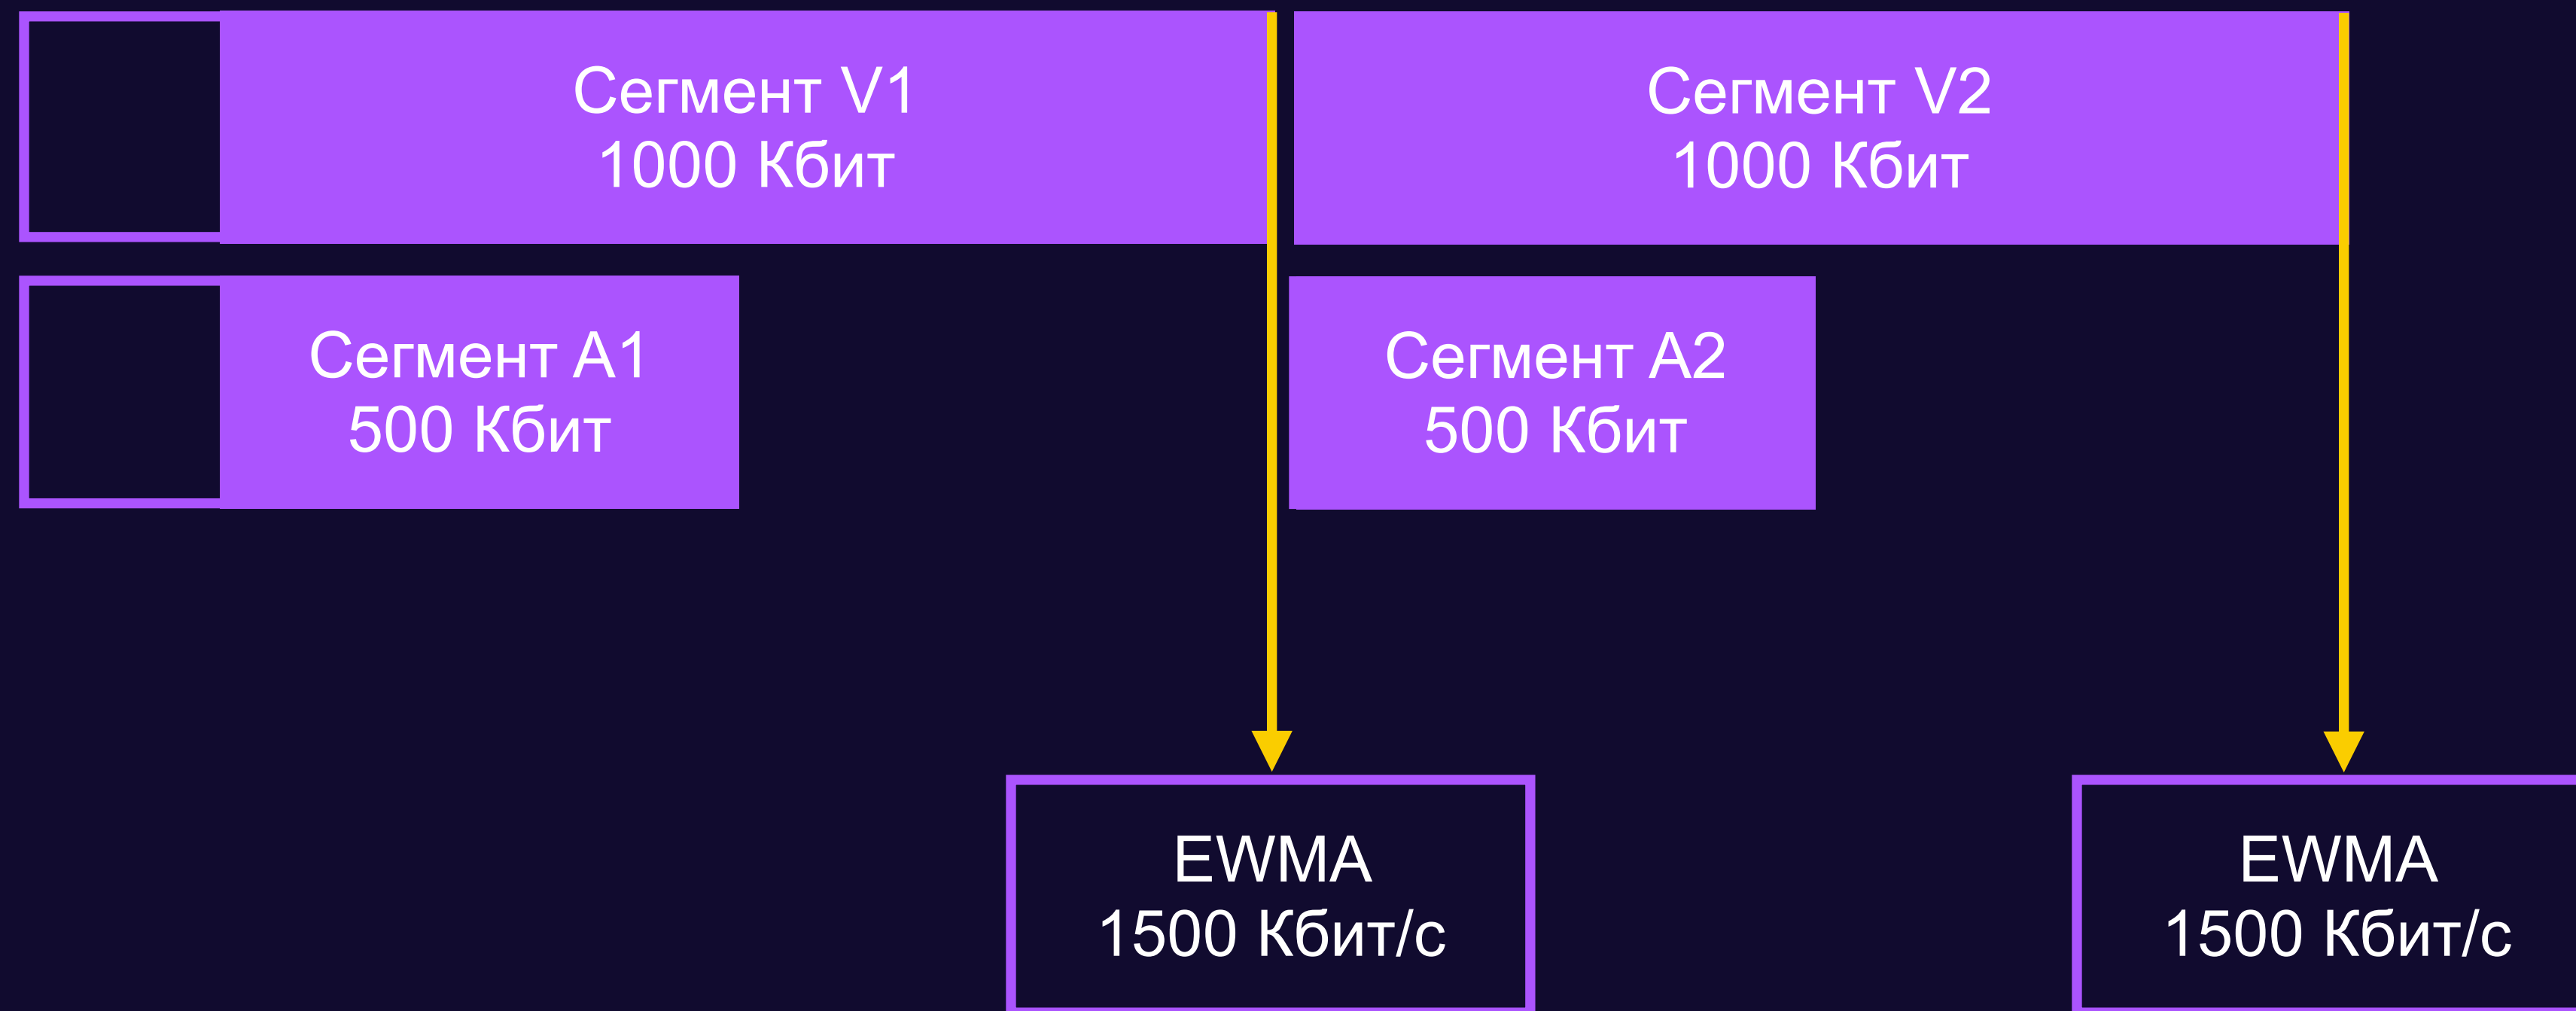 Сегмент V1
1000 Кбит
Сегмент V2
1000 Кбит
Сегмент A1
500 Кбит
Сегмент A2
500 Кбит
EWMA
1500 Кбит/с
EWMA
1500 Кбит/с